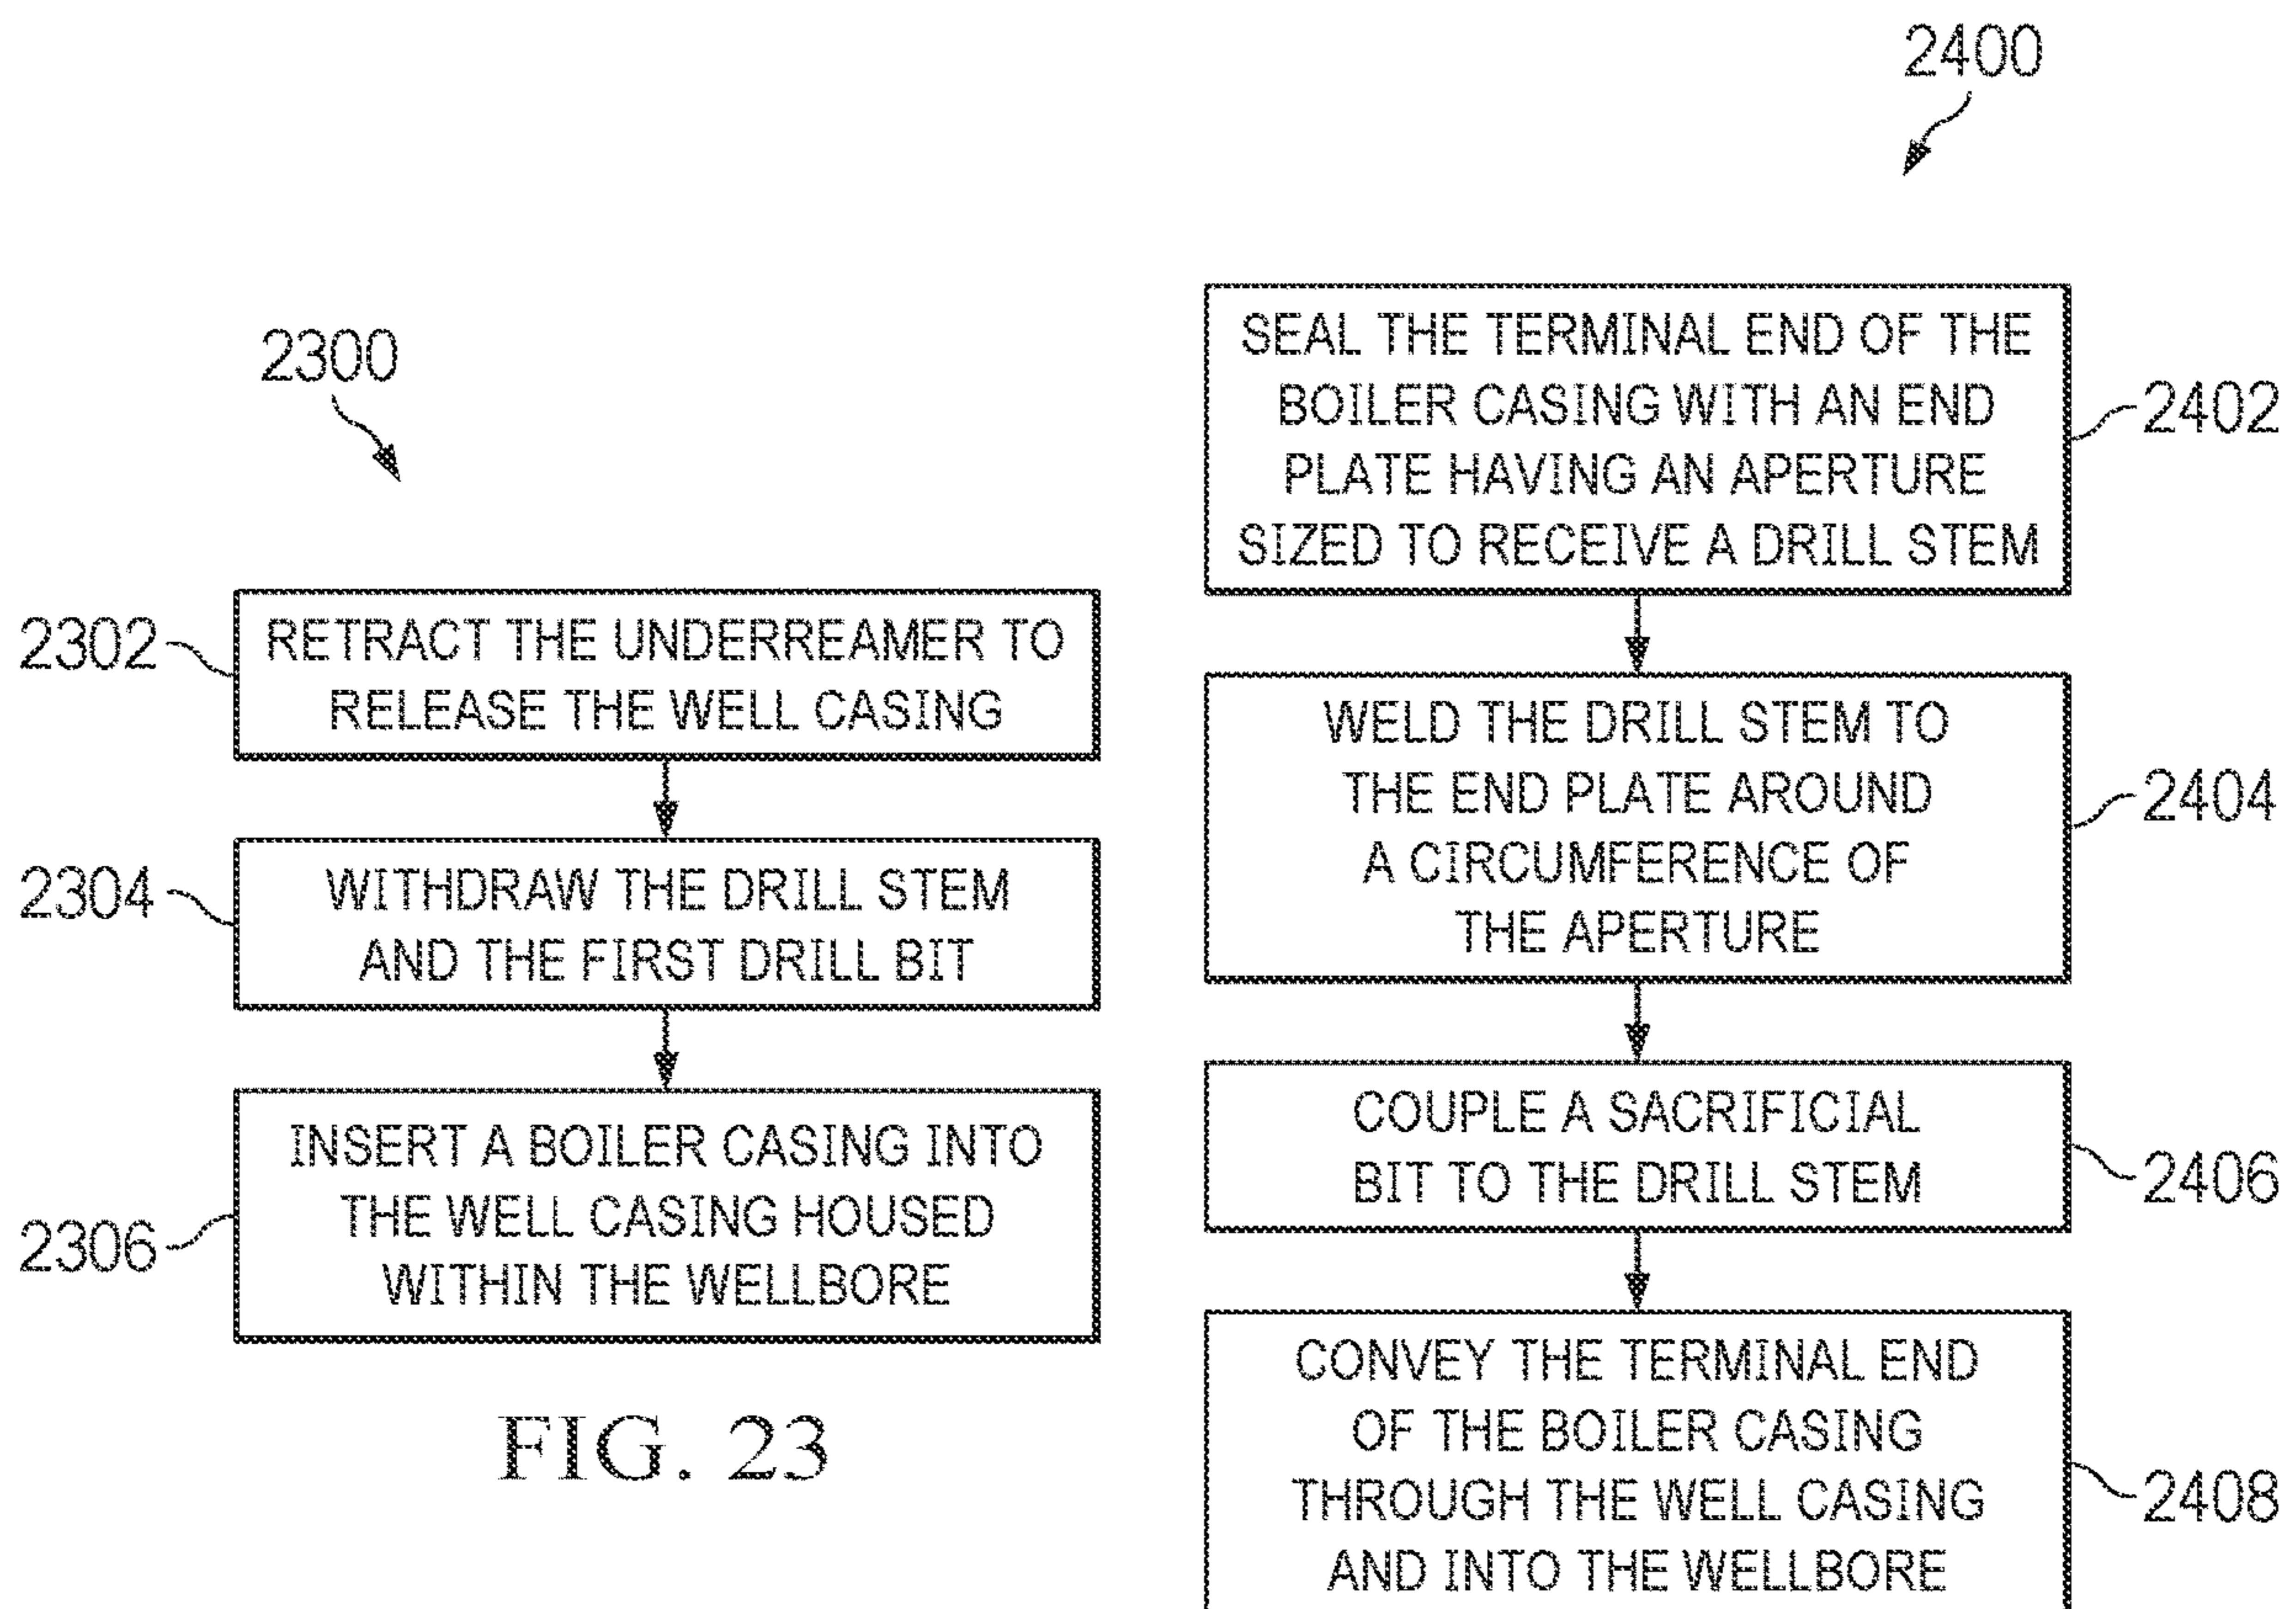 2300
2302
RETRACT THE UNDERREAMER TO
RELEASE THE WELL CASING
2304
WITHDRAW THE DRILL STEM
AND THE FIRST DRILL BIT
2306
INSERT A BOILER CASING INTO
THE WELL CASING HOUSED
WITHIN THE WELLBORE
FIG. 23
2400
SEAL THE TERMINAL END OF THE
BOILER CASING WITH AN END
PLATE HAVING AN APERTURE
SIZED TO RECEIVE A DRILL STEM
2402
WELD THE DRILL STEM TO
THE END PLATE AROUND
A CIRCUMFERENCE OF
THE APERTURE
2404
COUPLE A SACRIFICIAL
BIT TO THE DRILL STEM
2406
CONVEY THE TERMINAL END
OF THE BOILER CASING
THROUGH THE WELL CASING
AND INTO THE WELLBORE
2408